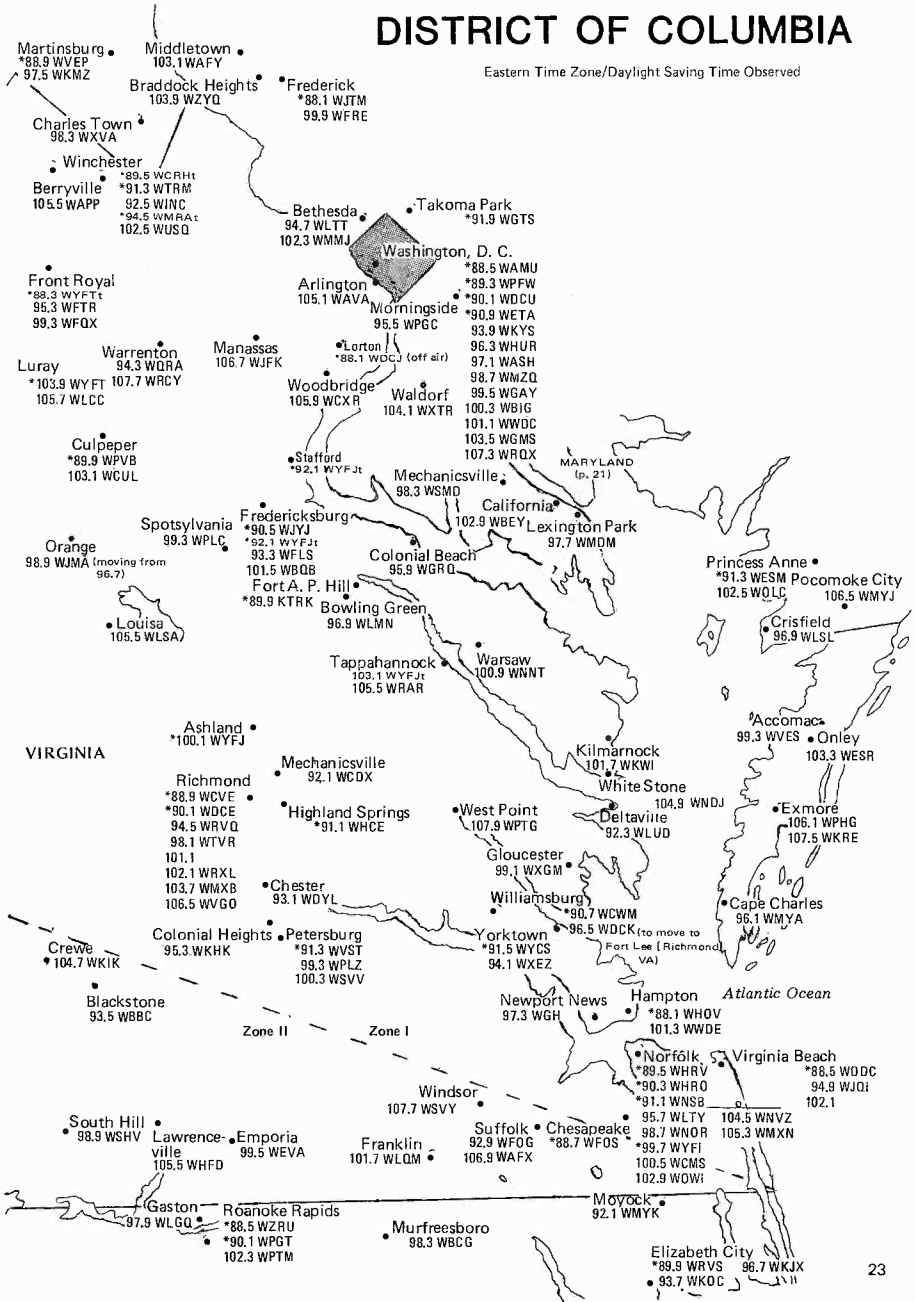 DISTRICT OF COLUMBIA
Eastern Time Zone/Daylight Saving Time Observed
Martinsburg
*88.9 WVEP
97.5 WKMZ
Middletown
103.1 WAFY
Braddock Heights
103.9 WZYQ
Frederick
*88.1 WJTM
99.9 WFRE
Charles Town
98.3 WXVA
Winchester
*89.5 WCRHt
*91.3 WTRM
92.5 WINC
*94.5 WMRAt
102.5 WUSQ
Berryville
105.5 WAPP
Bethesda
94.7 WLTT
102.3 WMMJ
Takoma Park
*91.9 WGTS
Washington, D. C.
*88.5 WAMU
*89.3 WPFW
*90.1 WDCU
*90.9 WETA
93.9 WKYS
96.3 WHUR
97.1 WASH
98.7 WMZQ
99.5 WGAY
100.3 WBIG
101.1 WWDC
103.5 WGMS
107.3 WRQX
Arlington
105.1 WAVA
Morningside
95.5 WPGC
Front Royal
*88.3 WYFTt
95.3 WFTR
99.3 WFQX
Warrenton
94.3 WQRA
107.7 WRCY
Manassas
106.7 WJFK
Lorton
*88.1 WDCJ (off air)
Luray
*103.9 WYFT
105.7 WLCC
Woodbridge
105.9 WCXR
Waldorf
104.1 WXTR
Culpeper
*89.9 WPVB
103.1 WCUL
Stafford
*92.1 WYFJt
Mechanicsville
98.3 WSMD
MARYLAND
(p. 21)
California
102.9 WBEY
Lexington Park
97.7 WMDM
Spotsylvania
99.3 WPLC
Fredericksburg
*90.5 WJYJ
*92.1 WYFJt
93.3 WFLS
101.5 WBQB
Orange
98.9 WJMA (moving from
96.7)
Colonial Beach
95.9 WGRQ
Princess Anne
*91.3 WESM
102.5 WOLC
Pocomoke City
106.5 WMYJ
Fort A. P. Hill
*89.9 KTRK
Bowling Green
96.9 WLMN
Louisa
105.5 WLSA
Crisfield
96.9 WLSL
Tappahannock
103.1 WYFJt
105.5 WRAR
Warsaw
100.9 WNNT
Ashland
*100.1 WYFJ
Accomac
99.3 WVES
Onley
103.3 WESR
VIRGINIA
Mechanicsville
92.1 WCDX
Kilmarnock
101.7 WKWI
White Stone
104.9 WNDJ
Richmond
*88.9 WCVE
*90.1 WDCE
94.5 WRVQ
98.1 WTVR
101.1
102.1 WRXL
103.7 WMXB
106.5 WVGO
Highland Springs
*91.1 WHCE
West Point
107.9 WPTG
Deltaville
92.3 WLUD
Exmore
106.1 WPHG
107.5 WKRE
Gloucester
99.1 WXGM
Chester
93.1 WDYL
Williamsburg
*90.7 WCWM
96.5 WDCK (to move to
Fort Lee [Richmond,
VA)
Cape Charles
96.1 WMYA
Colonial Heights
95.3 WKHK
Petersburg
*91.3 WVST
99.3 WPLZ
100.3 WSVV
Yorktown
*91.5 WYCS
94.1 WXEZ
Crewe
104.7 WKIK
Blackstone
93.5 WBBC
Newport News
97.3 WGH
Hampton
*88.1 WHOV
101.3 WWDE
Atlantic Ocean
Zone II
Zone I
Norfolk
*89.5 WHRV
*90.3 WHRO
*91.1 WNSB
95.7 WLTY
98.7 WNOR
*99.7 WYFI
100.5 WCMS
102.9 WOWI
104.5 WNVZ
105.3 WMXN
Virginia Beach
*88.5 WODC
94.9 WJQi
102.1
Windsor
107.7 WSVY
South Hill
98.9 WSHV
Lawrence-
ville
105.5 WHFD
Emporia
99.5 WEVA
Franklin
101.7 WLQM
Suffolk
92.9 WFOG
106.9 WAFX
Chesapeake
*88.7 WFOS
Gaston
97.9 WLGQ
Roanoke Rapids
*88.5 WZRU
*90.1 WPGT
102.3 WPTM
Moyock
92.1 WMYK
Murfreesboro
98.3 WBCG
Elizabeth City
*89.9 WRVS
93.7 WKOC
96.7 WKJX
23